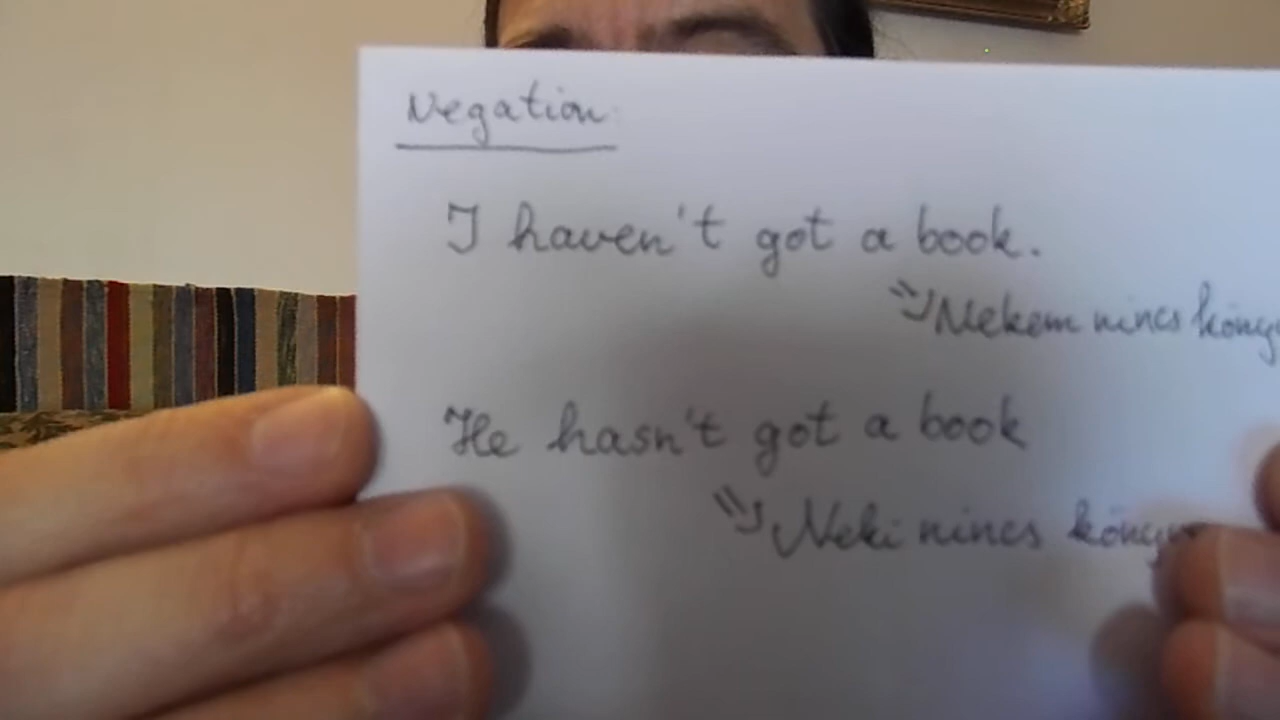 Negation:
I haven't got a book.
Nekem nincs
He hasn't got a book
Neki nincs